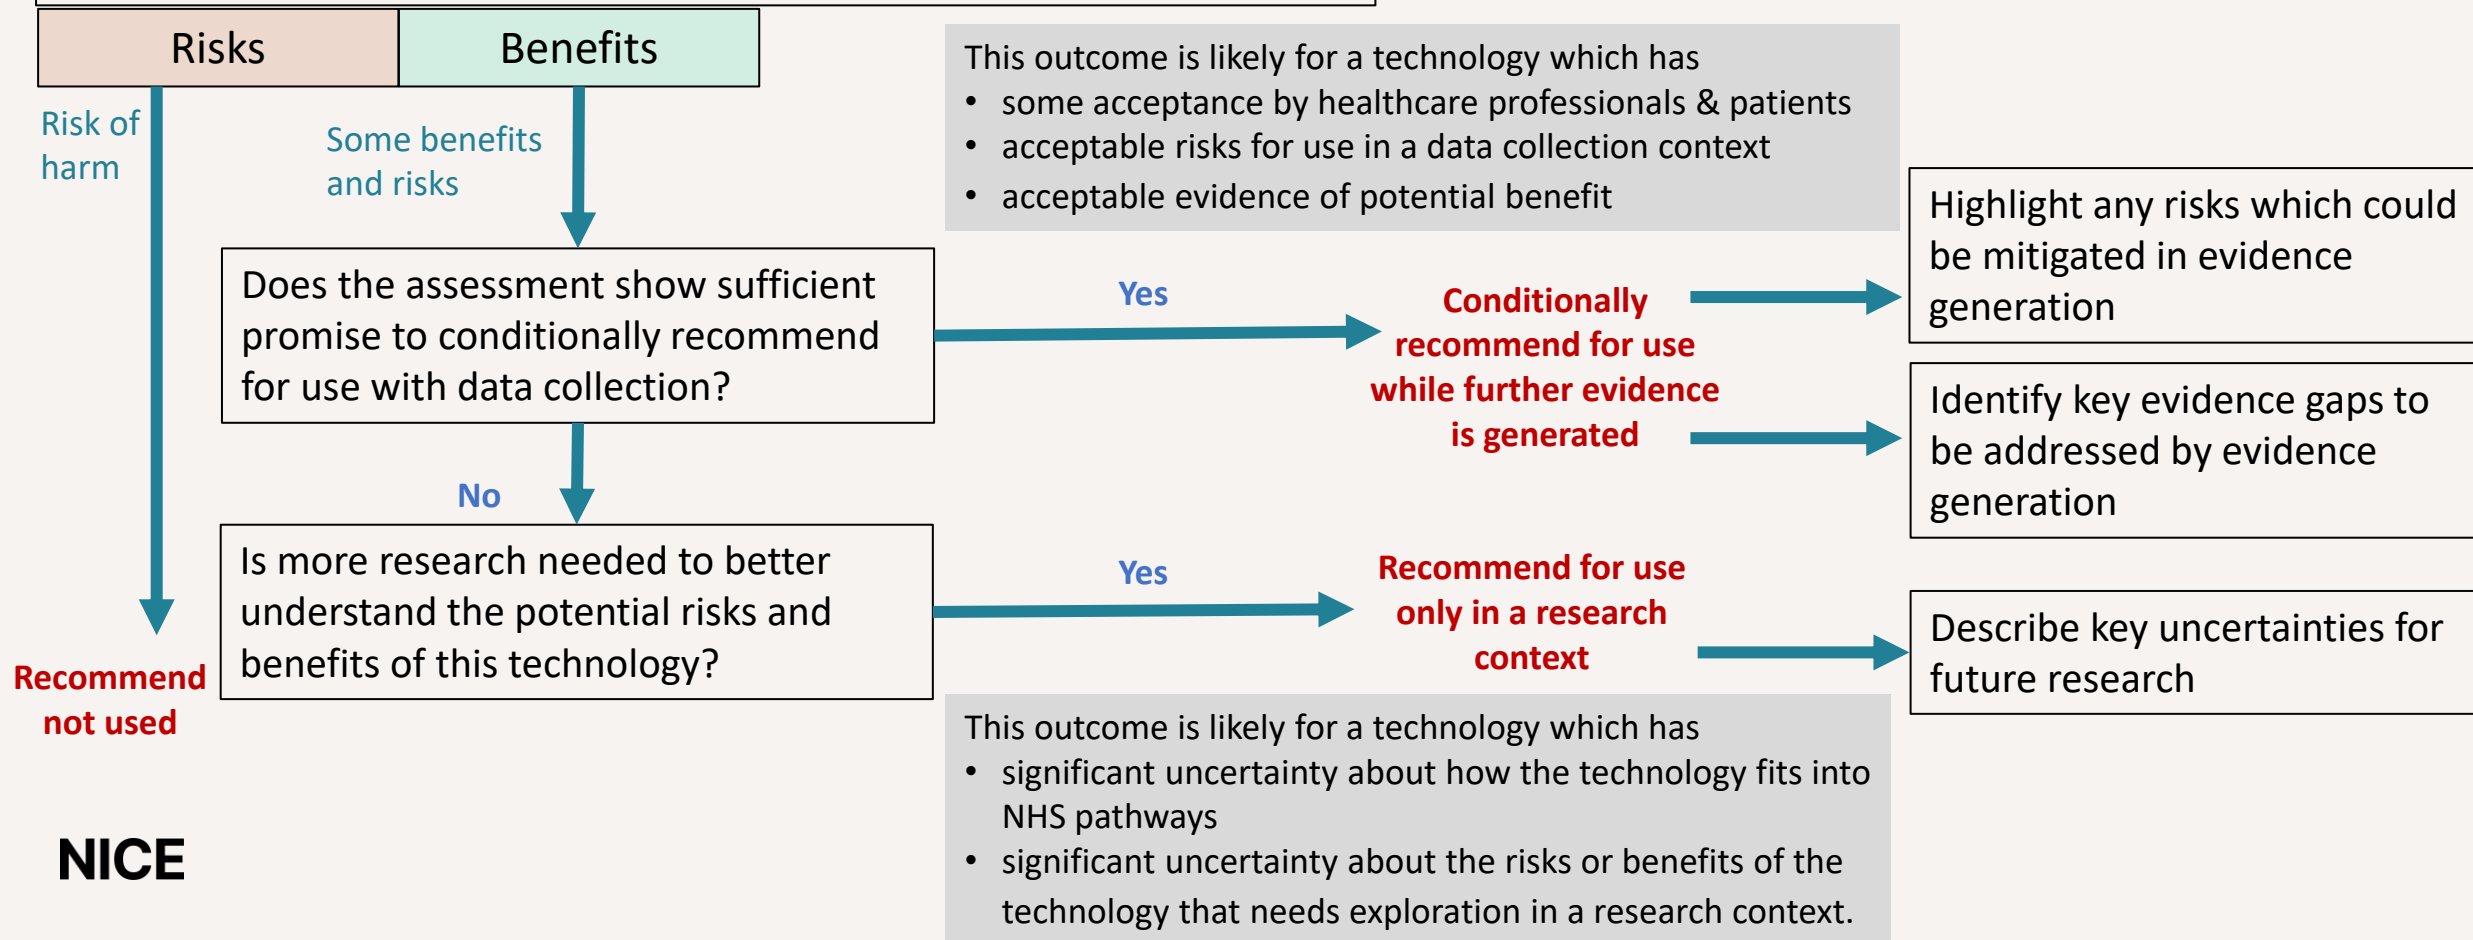 Risks
Benefits
Risk of
harm
Some benefits
and risks
This outcome is likely for a technology which has
• some acceptance by healthcare professionals & patients
• acceptable risks for use in a data collection context
• acceptable evidence of potential benefit
Does the assessment show sufficient
promise to conditionally recommend
for use with data collection?
Yes
Conditionally
recommend for use
while further evidence
is generated
Highlight any risks which could
be mitigated in evidence
generation
Identify key evidence gaps to
be addressed by evidence
generation
No
Is more research needed to better
understand the potential risks and
benefits of this technology?
Yes
Recommend for use
only in a research
context
Describe key uncertainties for
future research
Recommend
not used
This outcome is likely for a technology which has
• significant uncertainty about how the technology fits into
NHS pathways
• significant uncertainty about the risks or benefits of the
technology that needs exploration in a research context.
NICE